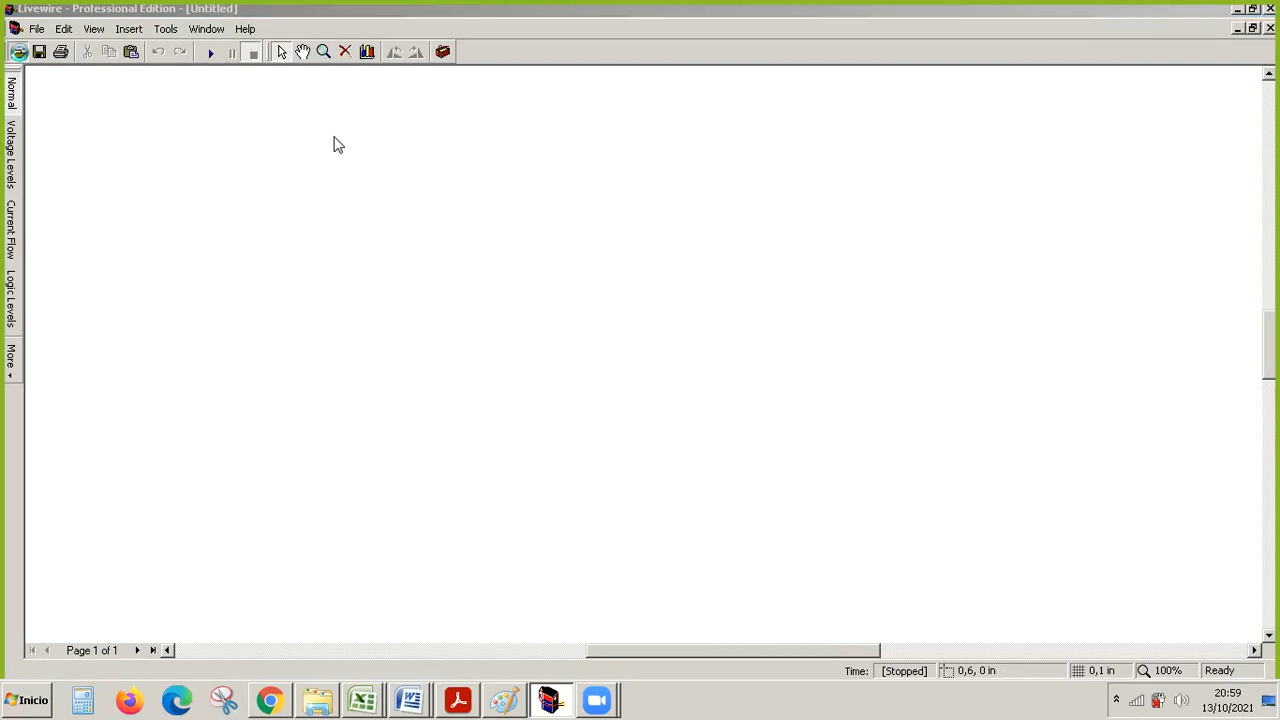 Livewire - Professional Edition - [Untitled]
File Edit View Insert Tools Window Help
Normal
Voltage Levels
Current Flow
Logic Levels
More
Page 1 of 1
Time: [Stopped] 0,6, 0 in 0,1 in 100% Ready
Inicio
20:59
13/10/2021